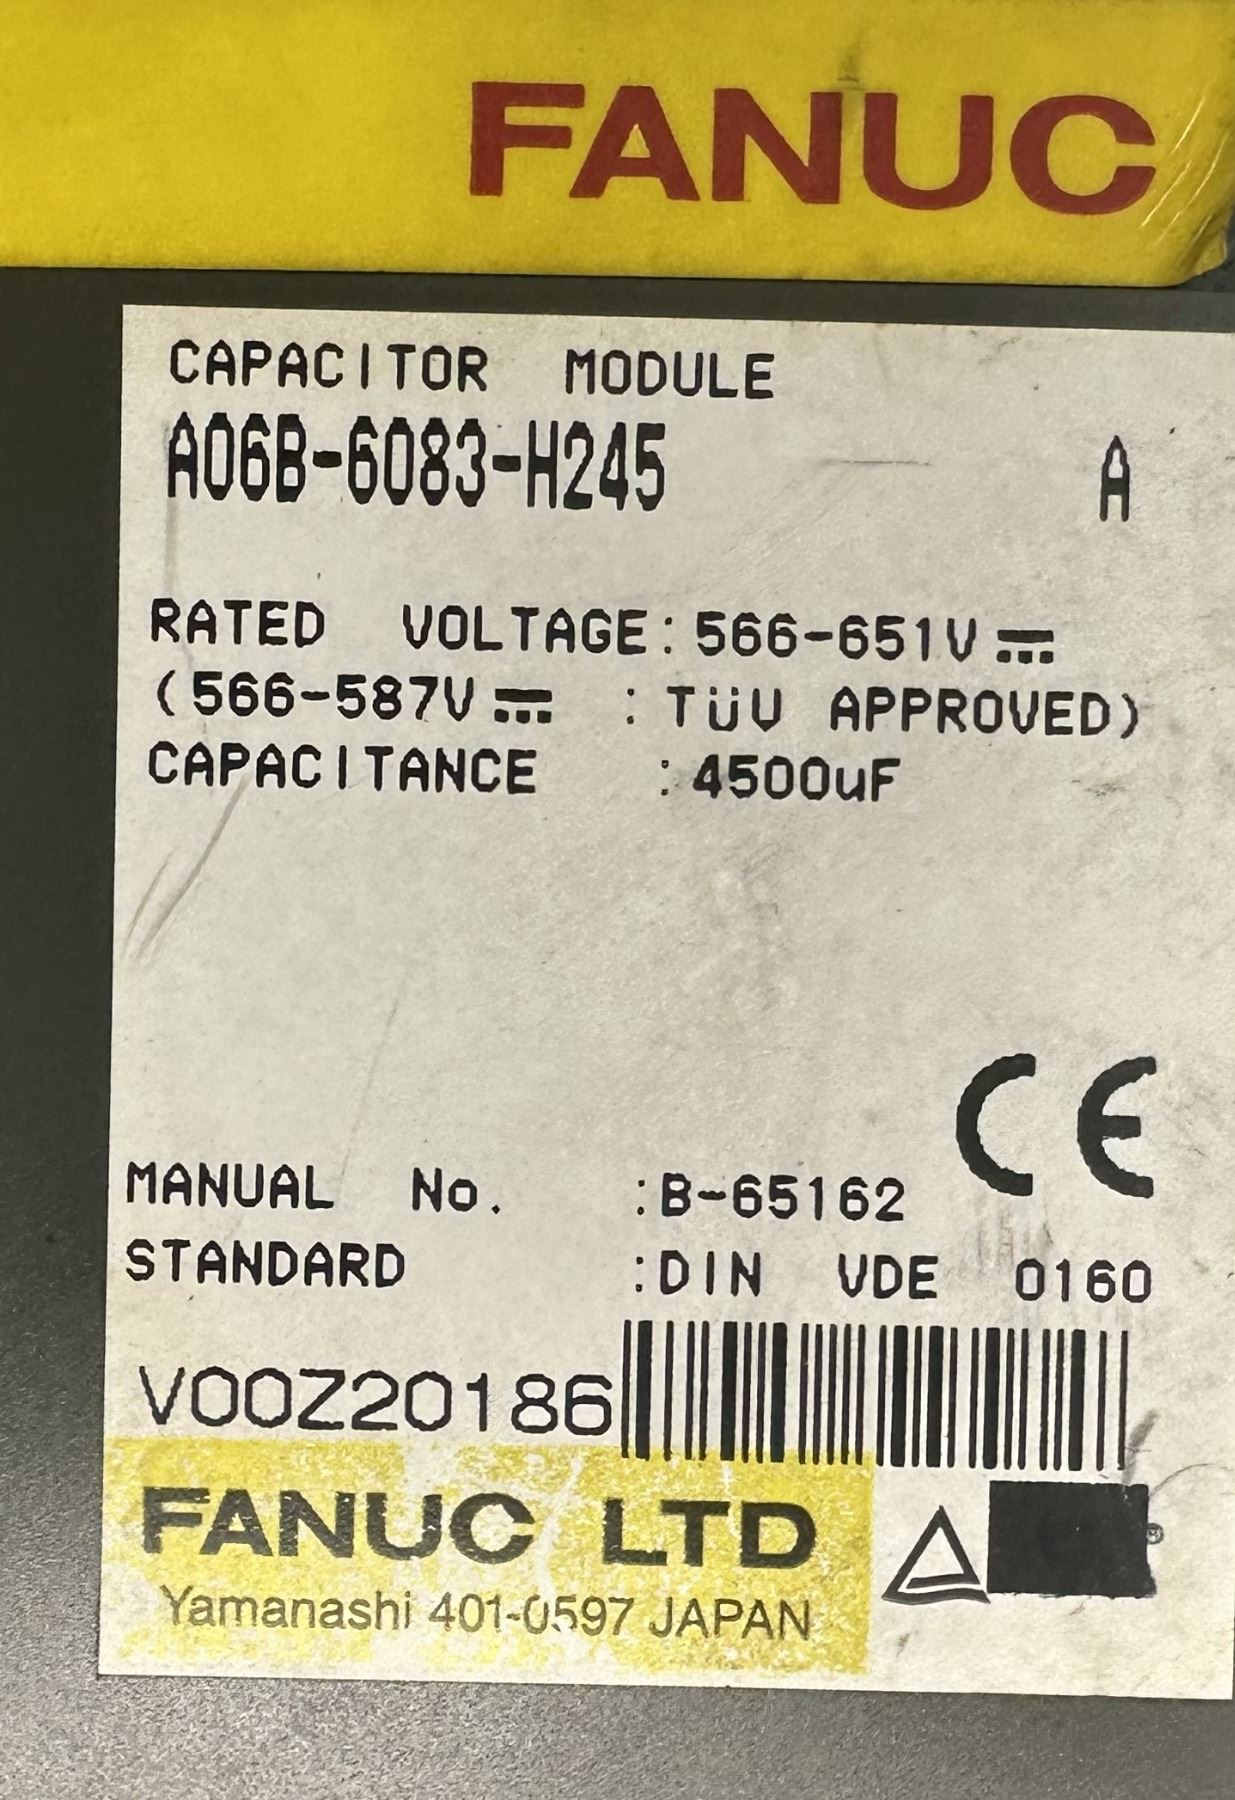 FANUC
CAPACITOR MODULE
A06B-6083-H245 A
RATED VOLTAGE:566-651V⎓
(566-587V⎓ :TüV APPROVED)
CAPACITANCE :4500uF
CE
MANUAL No. :B-65162
STANDARD :DIN VDE 0160
V00Z20186
FANUC LTD
Yamanashi 401-0597 JAPAN
®